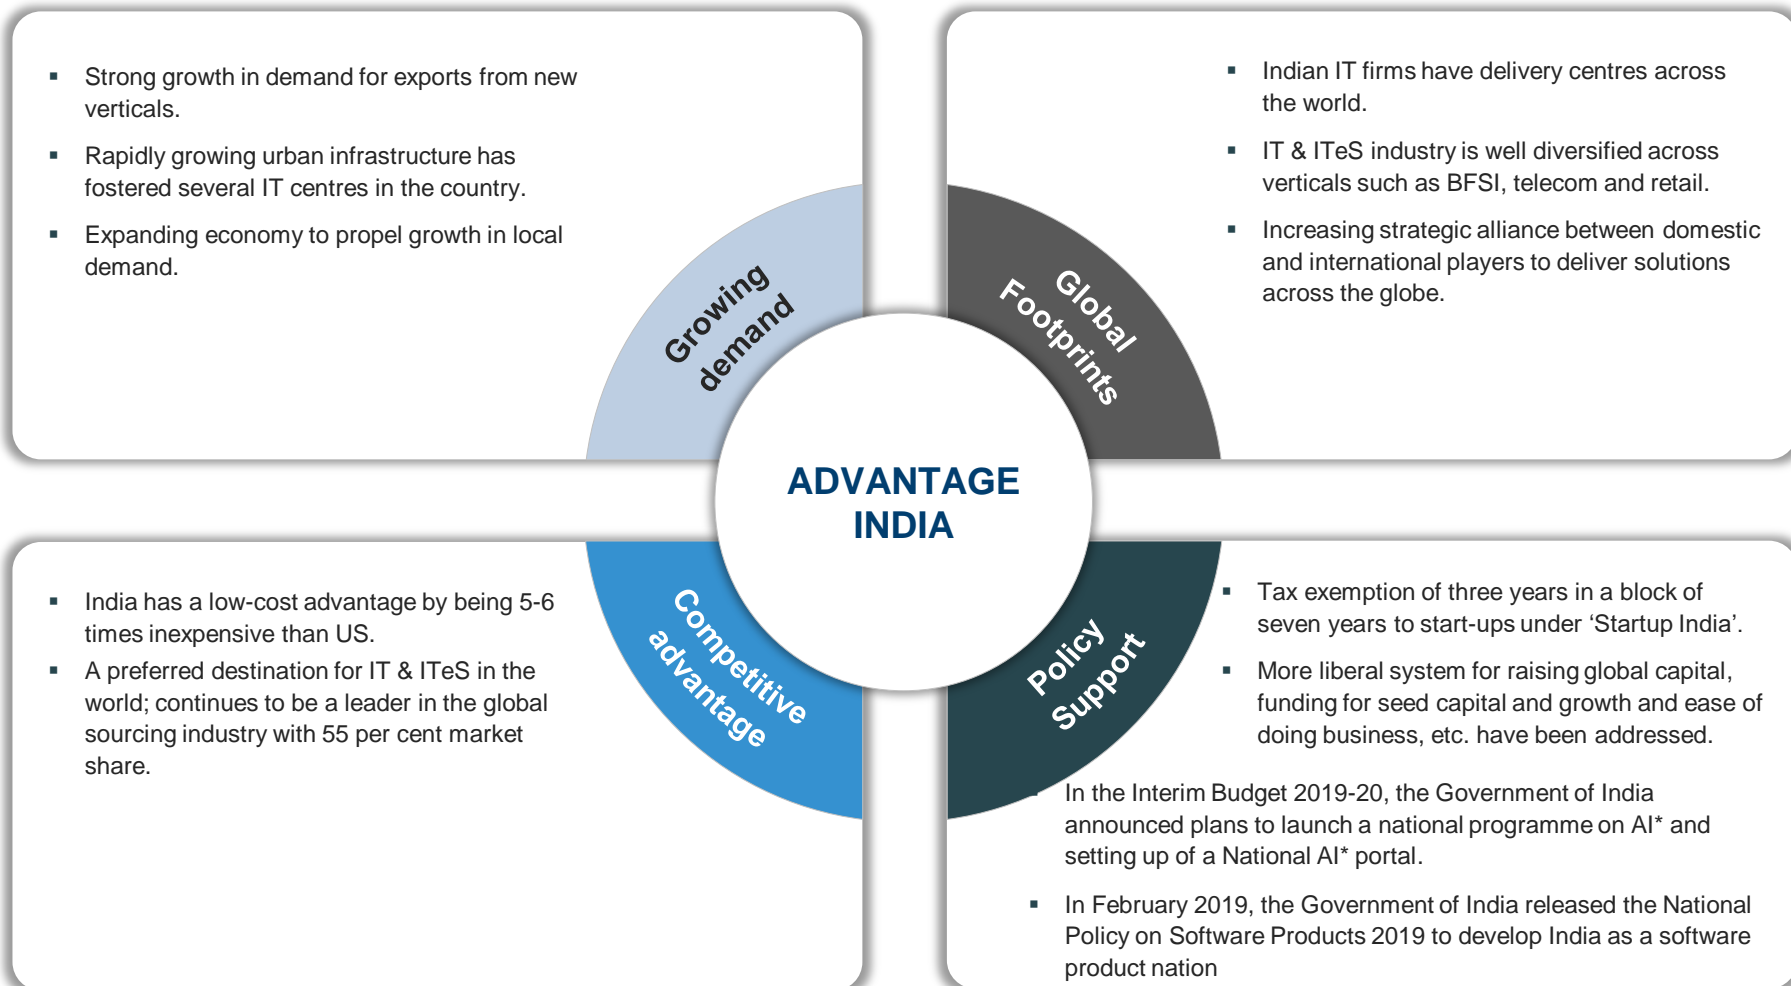 ▪ Strong growth in demand for exports from new
verticals.
▪ Rapidly growing urban infrastructure has
fostered several IT centres in the country.
▪ Expanding economy to propel growth in local
demand.
Growing
demand
▪ Indian IT firms have delivery centres across
the world.
▪ IT & ITeS industry is well diversified across
verticals such as BFSI, telecom and retail.
▪ Increasing strategic alliance between domestic
and international players to deliver solutions
across the globe.
Global
Footprints
ADVANTAGE
INDIA
▪ India has a low-cost advantage by being 5-6
times inexpensive than US.
▪ A preferred destination for IT & ITeS in the
world; continues to be a leader in the global
sourcing industry with 55 per cent market
share.
Competitive
advantage
Policy
Support
▪ Tax exemption of three years in a block of
seven years to start-ups under ‘Startup India’.
▪ More liberal system for raising global capital,
funding for seed capital and growth and ease of
doing business, etc. have been addressed.
▪ In the Interim Budget 2019-20, the Government of India
announced plans to launch a national programme on AI* and
setting up of a National AI* portal.
▪ In February 2019, the Government of India released the National
Policy on Software Products 2019 to develop India as a software
product nation